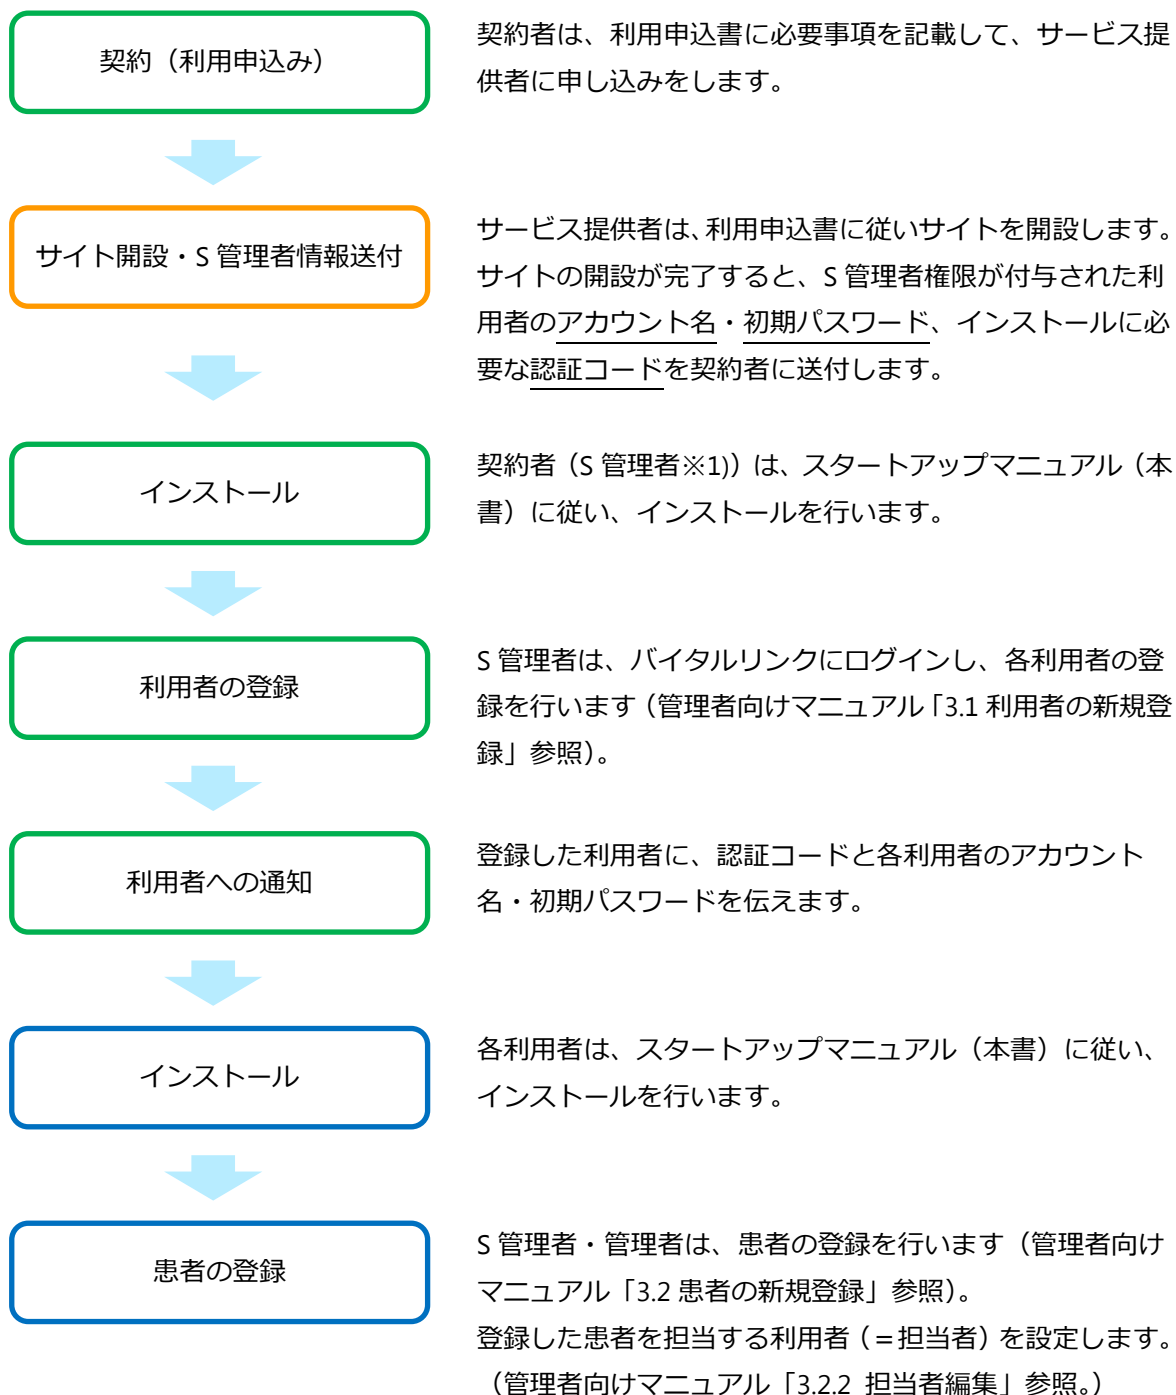 契約（利用申込み）
契約者は、利用申込書に必要事項を記載して、サービス提
供者に申し込みをします。
サイト開設・S 管理者情報送付
サービス提供者は、利用申込書に従いサイトを開設します。
サイトの開設が完了すると、S 管理者権限が付与された利
用者のアカウント名・初期パスワード、インストールに必
要な認証コードを契約者に送付します。
インストール
契約者（S 管理者※1)）は、スタートアップマニュアル（本
書）に従い、インストールを行います。
利用者の登録
S 管理者は、バイタルリンクにログインし、各利用者の登
録を行います（管理者向けマニュアル「3.1 利用者の新規登
録」参照）。
利用者への通知
登録した利用者に、認証コードと各利用者のアカウント
名・初期パスワードを伝えます。
インストール
各利用者は、スタートアップマニュアル（本書）に従い、
インストールを行います。
患者の登録
S 管理者・管理者は、患者の登録を行います（管理者向け
マニュアル「3.2 患者の新規登録」参照）。
登録した患者を担当する利用者（＝担当者）を設定します。
（管理者向けマニュアル「3.2.2 担当者編集」参照。）